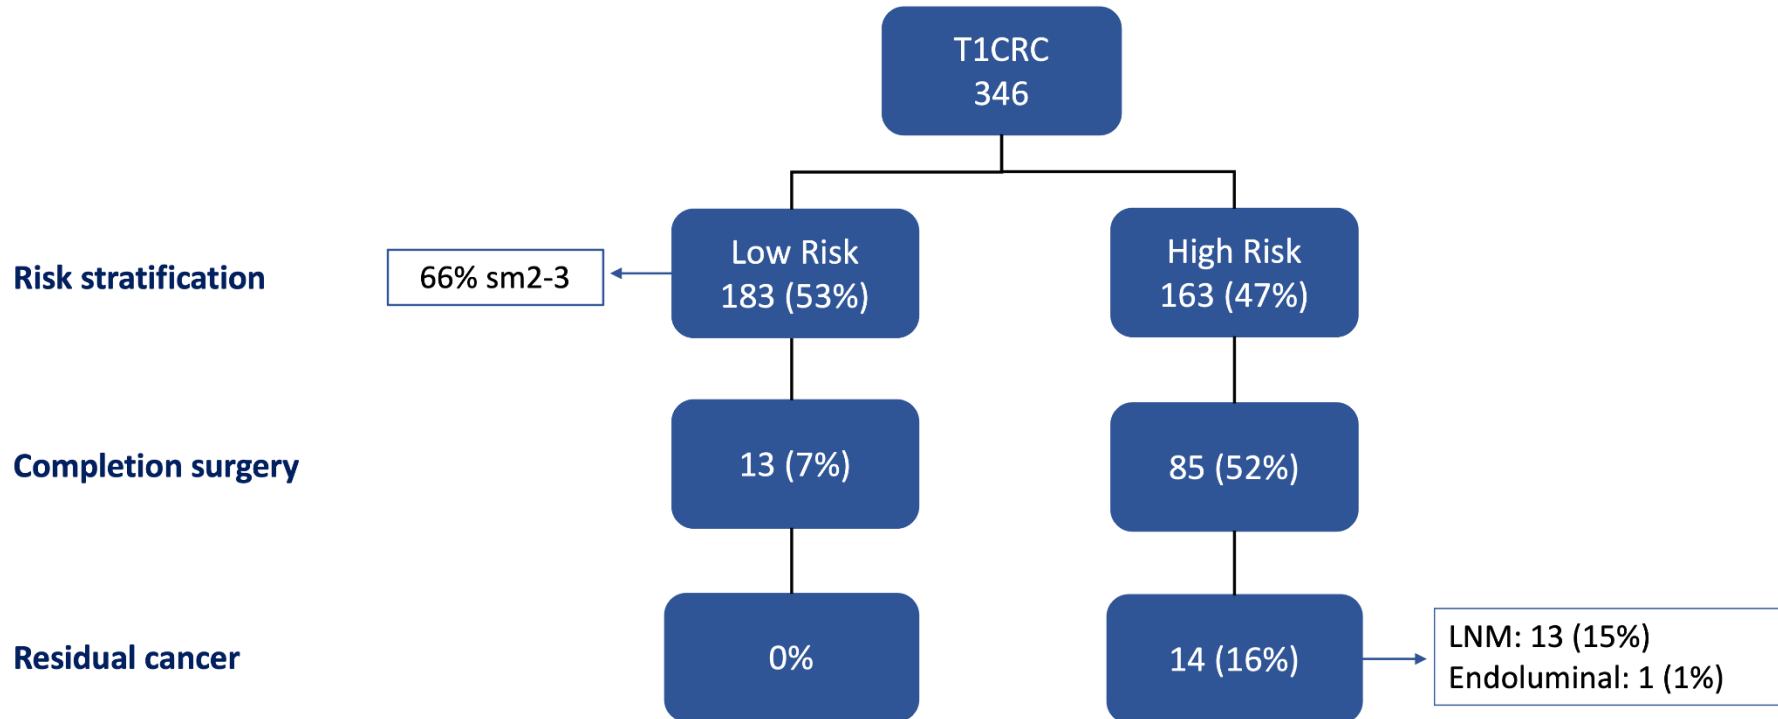 T1CRC
346
Risk stratification
66% sm2-3
Low Risk
183 (53%)
High Risk
163 (47%)
Completion surgery
13 (7%)
85 (52%)
Residual cancer
0%
14 (16%)
LNM: 13 (15%)
Endoluminal: 1 (1%)